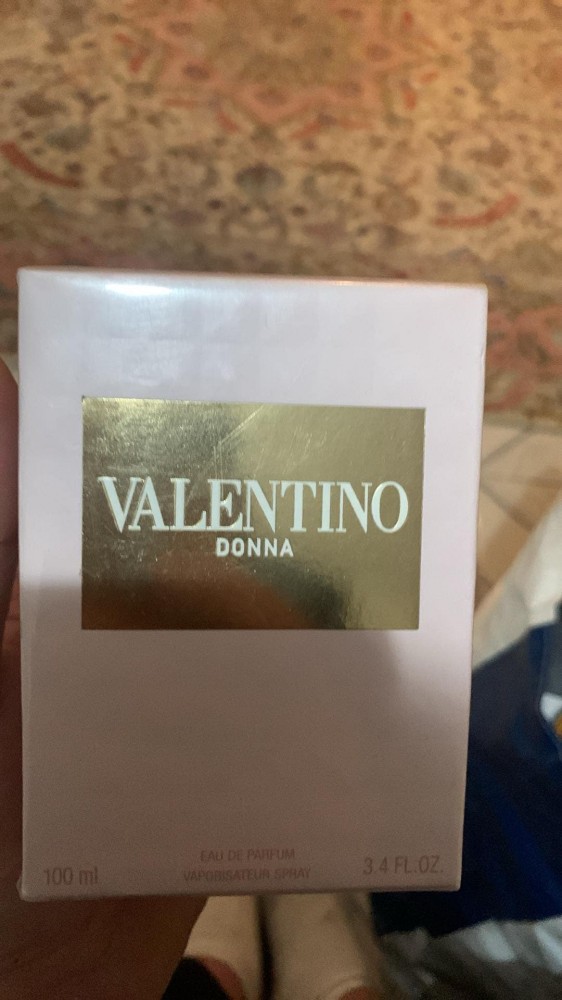 VALENTINO
DONNA
EAU DE PARFUM
100 ml VAPORISATEUR SPRAY 3.4 FL.OZ.